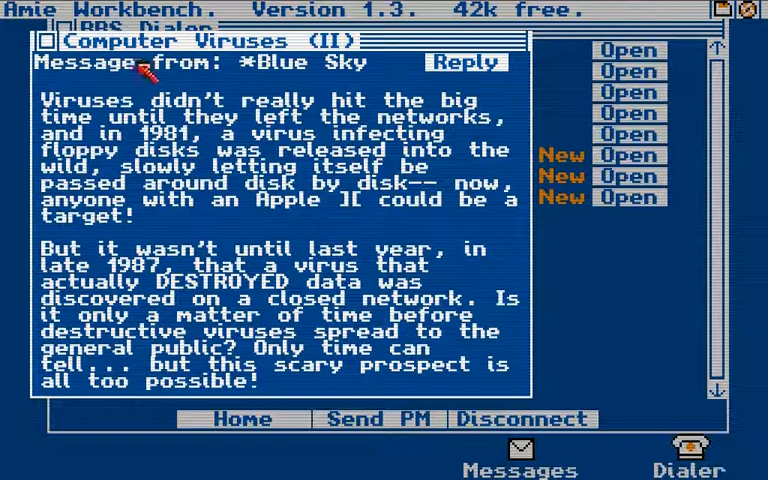 Amie Workbench. Version 1.3. 42k free.
Computer Viruses (II)
Message from: *Blue Sky
Reply
Viruses didn't really hit the big
time until they left the networks,
and in 1981, a virus infecting
floppy disks was released into the
wild, slowly letting itself be
passed around disk by disk-- now,
anyone with an Apple ][ could be a
target!
But it wasn't until last year, in
late 1987, that a virus that
actually DESTROYED data was
discovered on a closed network. Is
it only a matter of time before
destructive viruses spread to the
general public? Only time can
tell... but this scary prospect is
all too possible!
Open
Open
Open
Open
Open
New Open
New Open
New Open
Home Send PM Disconnect
Messages Dialer